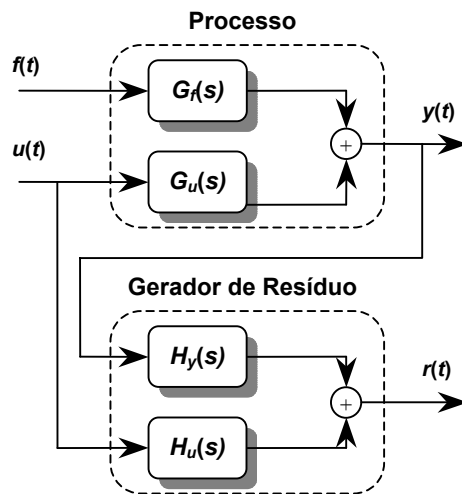 Processo
f(t)
G_f(s)
y(t)
+
u(t)
G_u(s)
Gerador de Resíduo
H_y(s)
r(t)
+
H_u(s)